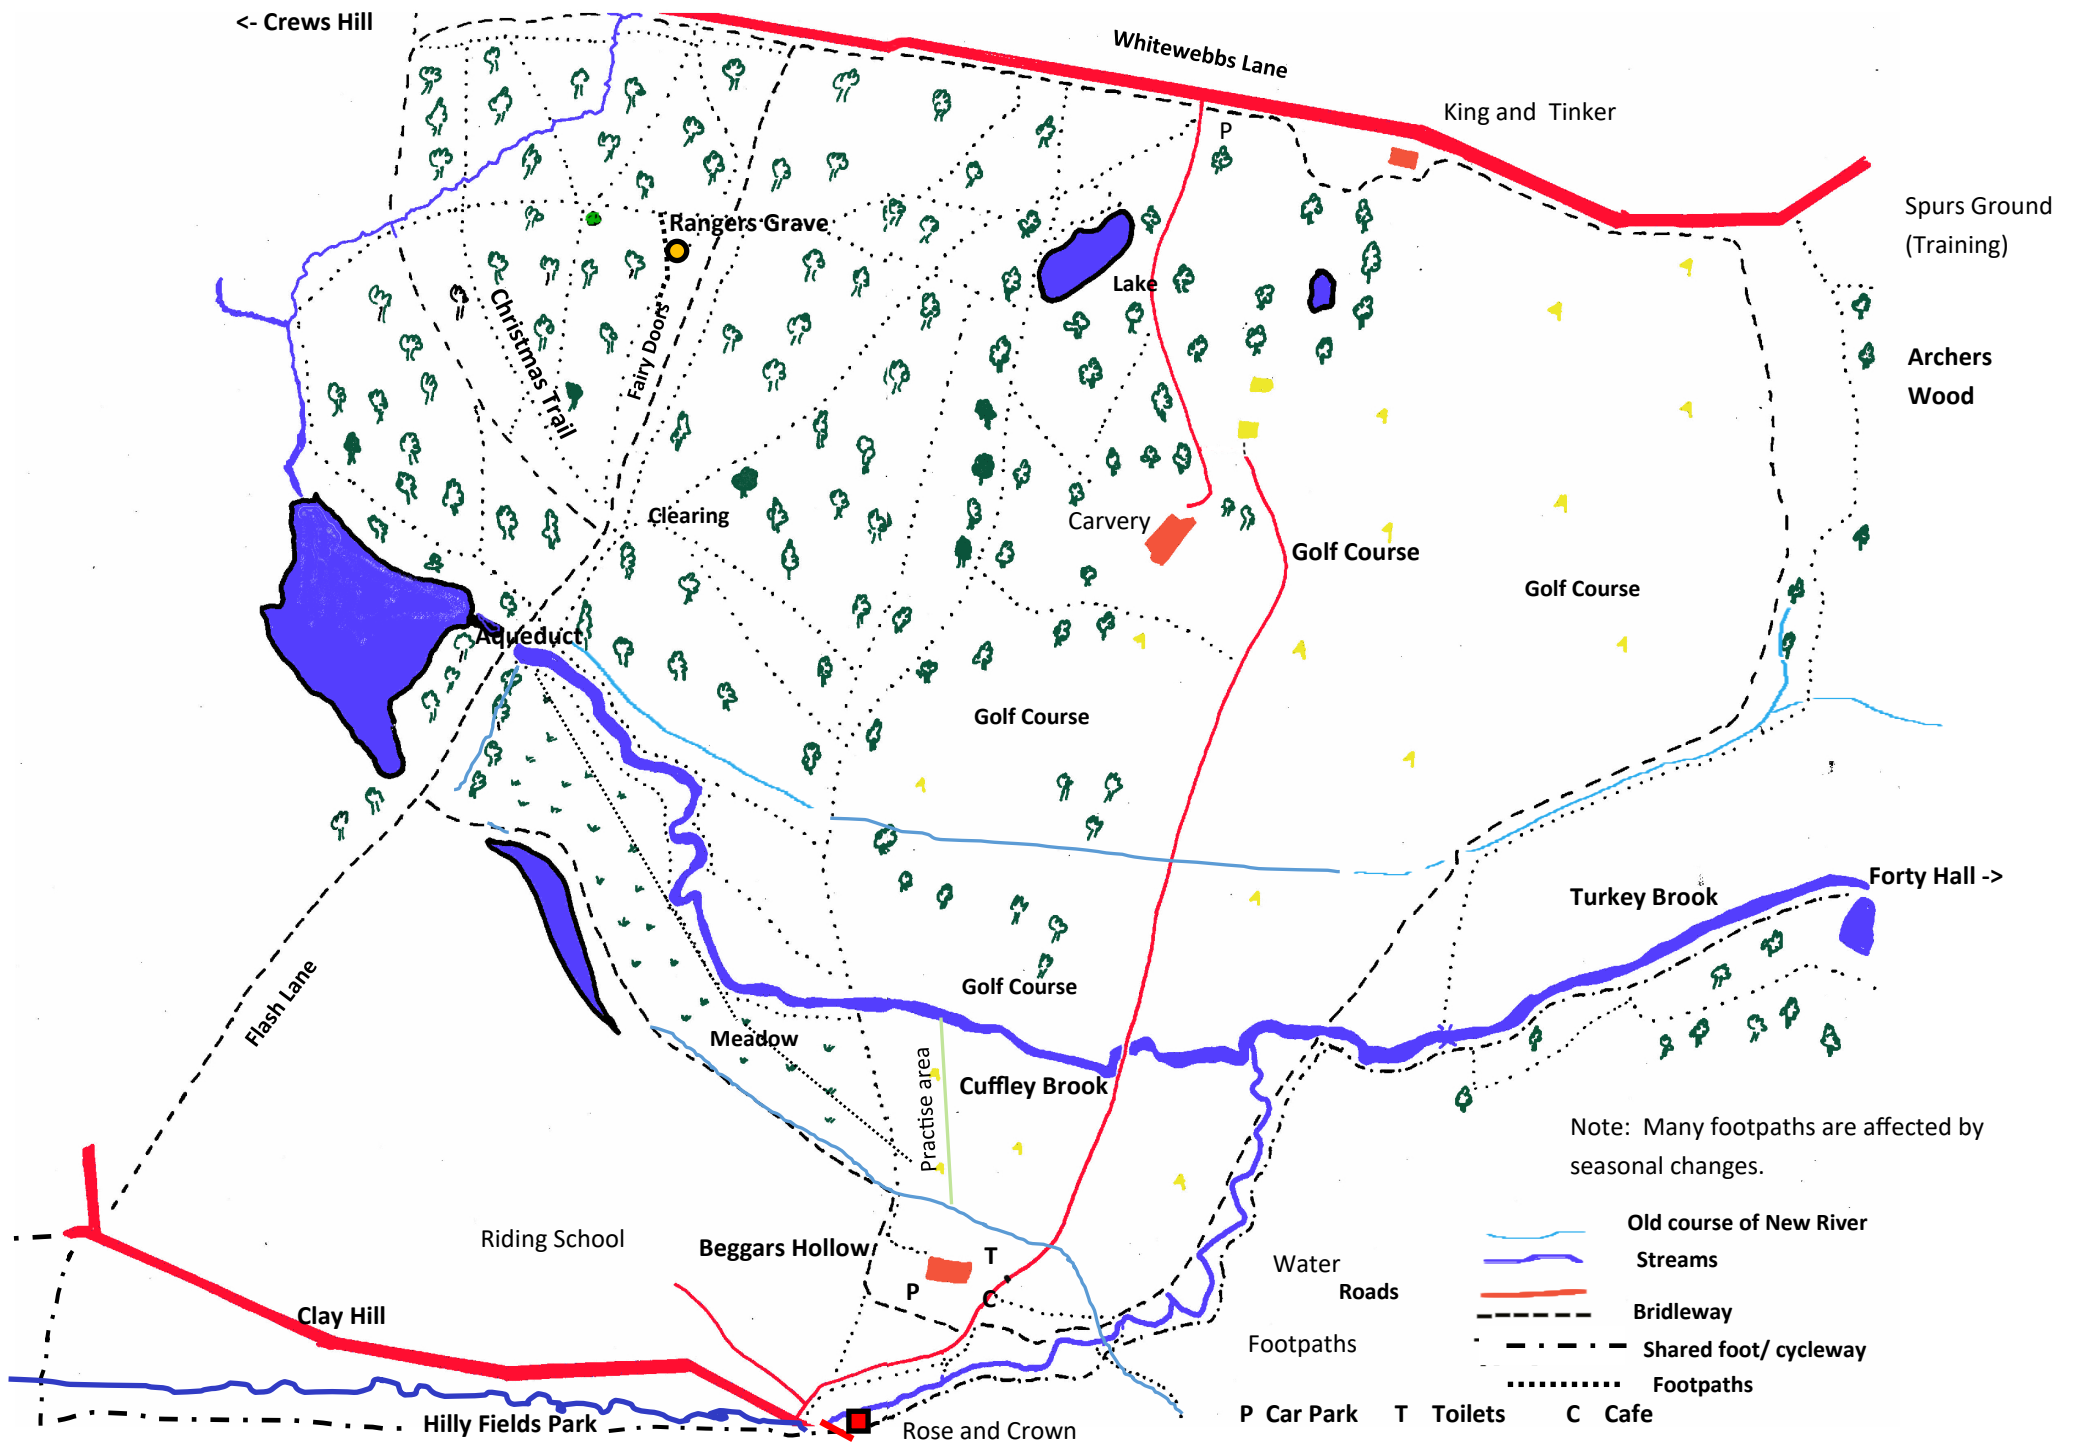 <- Crews Hill
Whitewebbs Lane
King and Tinker
P
Spurs Ground
(Training)
Rangers Grave
Lake
Christmas Trail
Fairy Doors
Archers
Wood
Clearing
Carvery
Golf Course
Golf Course
Aqueduct
Golf Course
Forty Hall ->
Turkey Brook
Flash Lane
Golf Course
Meadow
Practise area
Cuffley Brook
Note: Many footpaths are affected by
seasonal changes.
Riding School
Beggars Hollow
T
P
C
Clay Hill
Hilly Fields Park
Rose and Crown
Old course of New River
Water
Streams
Roads
Bridleway
Footpaths
Shared foot/ cycleway
Footpaths
P Car Park T Toilets C Cafe